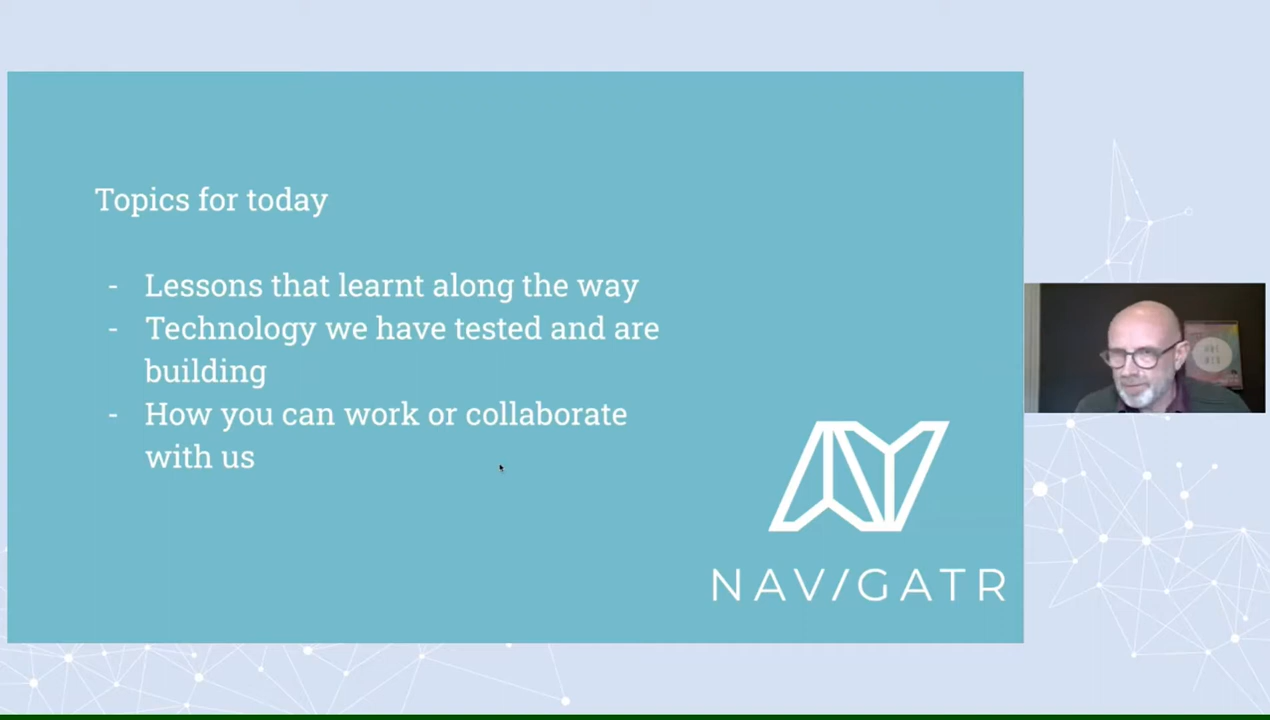 Topics for today
- Lessons that learnt along the way
- Technology we have tested and are
building
- How you can work or collaborate
with us
NAV/GATR